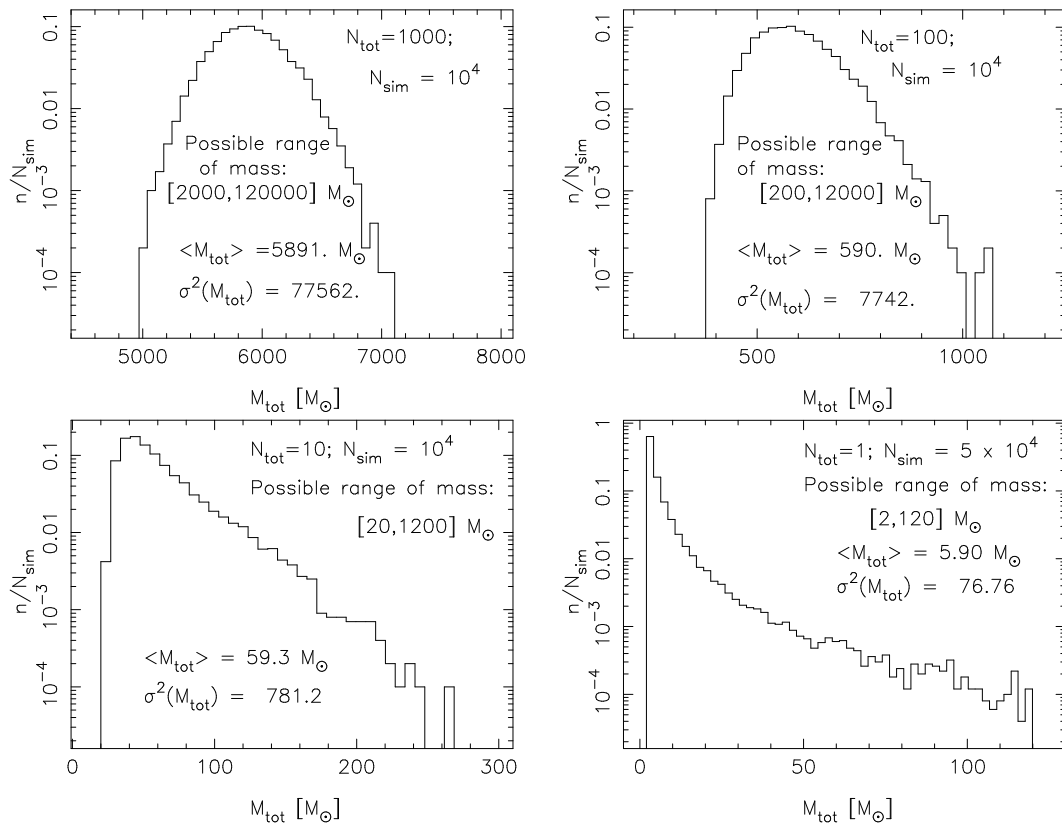 N_tot=1000;
N_sim = 10^4
Possible range
of mass:
[2000,120000] M_⊙
<M_tot> =5891. M_⊙
σ²(M_tot) = 77562.
n/N_sim
0.1
0.01
10^-3
10^-4
5000 6000 7000 8000
M_tot [M_⊙]
N_tot=100;
N_sim = 10^4
Possible range
of mass:
[200,12000] M_⊙
<M_tot> = 590. M_⊙
σ²(M_tot) = 7742.
n/N_sim
0.1
0.01
10^-3
10^-4
500 1000
M_tot [M_⊙]
N_tot=10; N_sim = 10^4
Possible range of mass:
[20,1200] M_⊙
<M_tot> = 59.3 M_⊙
σ²(M_tot) = 781.2
n/N_sim
0.1
0.01
10^-3
10^-4
0 100 200 300
M_tot [M_⊙]
N_tot=1; N_sim = 5 x 10^4
Possible range of mass:
[2,120] M_⊙
<M_tot> = 5.90 M_⊙
σ²(M_tot) = 76.76
n/N_sim
1
0.1
0.01
10^-3
10^-4
0 50 100
M_tot [M_⊙]